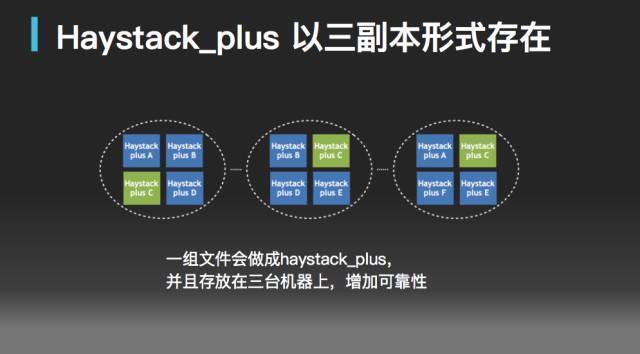 Haystack_plus 以三副本形式存在
Haystack plus A
Haystack plus B
Haystack plus C
Haystack plus D
Haystack plus B
Haystack plus C
Haystack plus D
Haystack plus E
Haystack plus A
Haystack plus C
Haystack plus F
Haystack plus E
一组文件会做成haystack_plus，
并且存放在三台机器上，增加可靠性